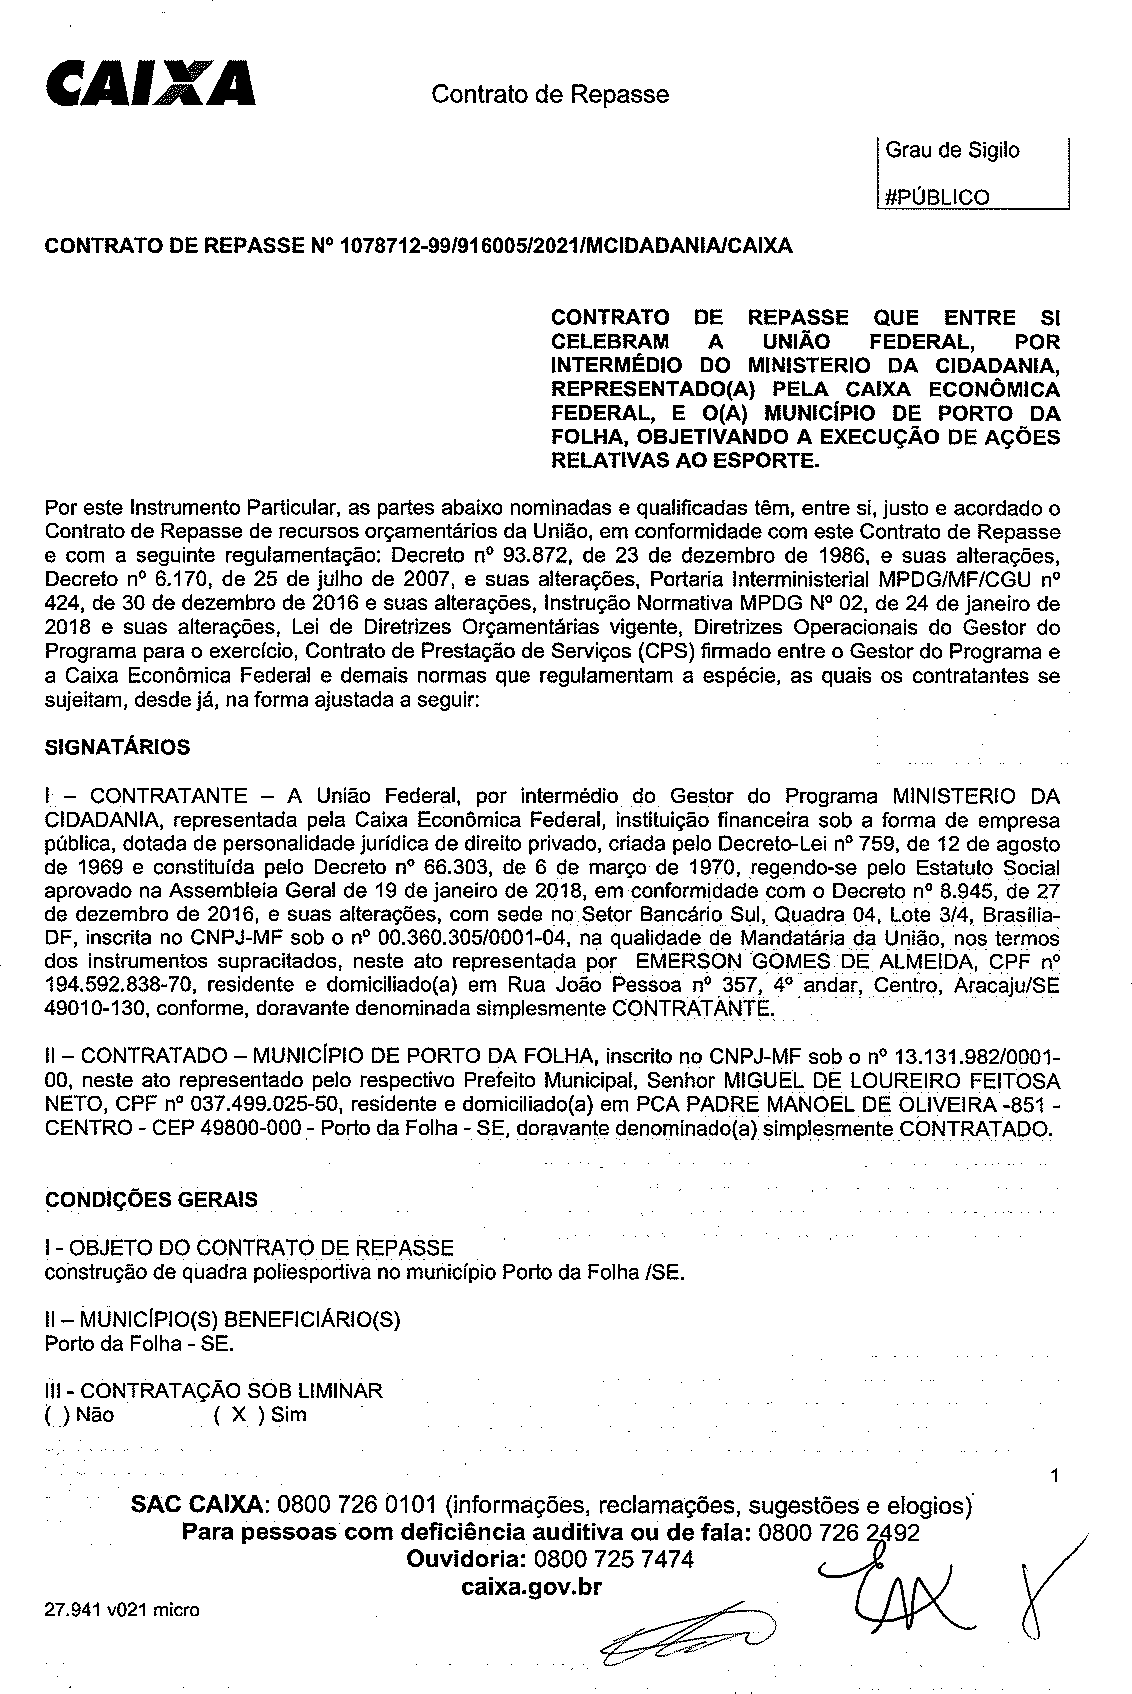 CAIXA
Contrato de Repasse
Grau de Sigilo
#PÚBLICO
CONTRATO DE REPASSE Nº 1078712-99/916005/2021/MCIDADANIA/CAIXA
CONTRATO DE REPASSE QUE ENTRE SI
CELEBRAM A UNIÃO FEDERAL, POR
INTERMÉDIO DO MINISTERIO DA CIDADANIA,
REPRESENTADO(A) PELA CAIXA ECONÔMICA
FEDERAL, E O(A) MUNICÍPIO DE PORTO DA
FOLHA, OBJETIVANDO A EXECUÇÃO DE AÇÕES
RELATIVAS AO ESPORTE.
Por este Instrumento Particular, as partes abaixo nominadas e qualificadas têm, entre si, justo e acordado o
Contrato de Repasse de recursos orçamentários da União, em conformidade com este Contrato de Repasse
e com a seguinte regulamentação: Decreto nº 93.872, de 23 de dezembro de 1986, e suas alterações,
Decreto nº 6.170, de 25 de julho de 2007, e suas alterações, Portaria Interministerial MPDG/MF/CGU nº
424, de 30 de dezembro de 2016 e suas alterações, Instrução Normativa MPDG Nº 02, de 24 de janeiro de
2018 e suas alterações, Lei de Diretrizes Orçamentárias vigente, Diretrizes Operacionais do Gestor do
Programa para o exercício, Contrato de Prestação de Serviços (CPS) firmado entre o Gestor do Programa e
a Caixa Econômica Federal e demais normas que regulamentam a espécie, as quais os contratantes se
sujeitam, desde já, na forma ajustada a seguir:
SIGNATÁRIOS
I – CONTRATANTE – A União Federal, por intermédio do Gestor do Programa MINISTERIO DA
CIDADANIA, representada pela Caixa Econômica Federal, instituição financeira sob a forma de empresa
pública, dotada de personalidade jurídica de direito privado, criada pelo Decreto-Lei nº 759, de 12 de agosto
de 1969 e constituída pelo Decreto nº 66.303, de 6 de março de 1970, regendo-se pelo Estatuto Social
aprovado na Assembleia Geral de 19 de janeiro de 2018, em conformidade com o Decreto nº 8.945, de 27
de dezembro de 2016, e suas alterações, com sede no Setor Bancário Sul, Quadra 04, Lote 3/4, Brasília-
DF, inscrita no CNPJ-MF sob o nº 00.360.305/0001-04, na qualidade de Mandatária da União, nos termos
dos instrumentos supracitados, neste ato representada por EMERSON GOMES DE ALMEIDA, CPF nº
194.592.838-70, residente e domiciliado(a) em Rua João Pessoa nº 357, 4º andar, Centro, Aracaju/SE
49010-130, conforme, doravante denominada simplesmente CONTRATANTE.
II – CONTRATADO – MUNICÍPIO DE PORTO DA FOLHA, inscrito no CNPJ-MF sob o nº 13.131.982/0001-
00, neste ato representado pelo respectivo Prefeito Municipal, Senhor MIGUEL DE LOUREIRO FEITOSA
NETO, CPF nº 037.499.025-50, residente e domiciliado(a) em PCA PADRE MANOEL DE OLIVEIRA -851 -
CENTRO - CEP 49800-000 - Porto da Folha - SE, doravante denominado(a) simplesmente CONTRATADO.
CONDIÇÕES GERAIS
I - OBJETO DO CONTRATO DE REPASSE
construção de quadra poliesportiva no município Porto da Folha /SE.
II – MUNICÍPIO(S) BENEFICIÁRIO(S)
Porto da Folha - SE.
III - CONTRATAÇÃO SOB LIMINAR
( ) Não ( X ) Sim
1
SAC CAIXA: 0800 726 0101 (informações, reclamações, sugestões e elogios)
Para pessoas com deficiência auditiva ou de fala: 0800 726 2492
Ouvidoria: 0800 725 7474
caixa.gov.br
27.941 v021 micro